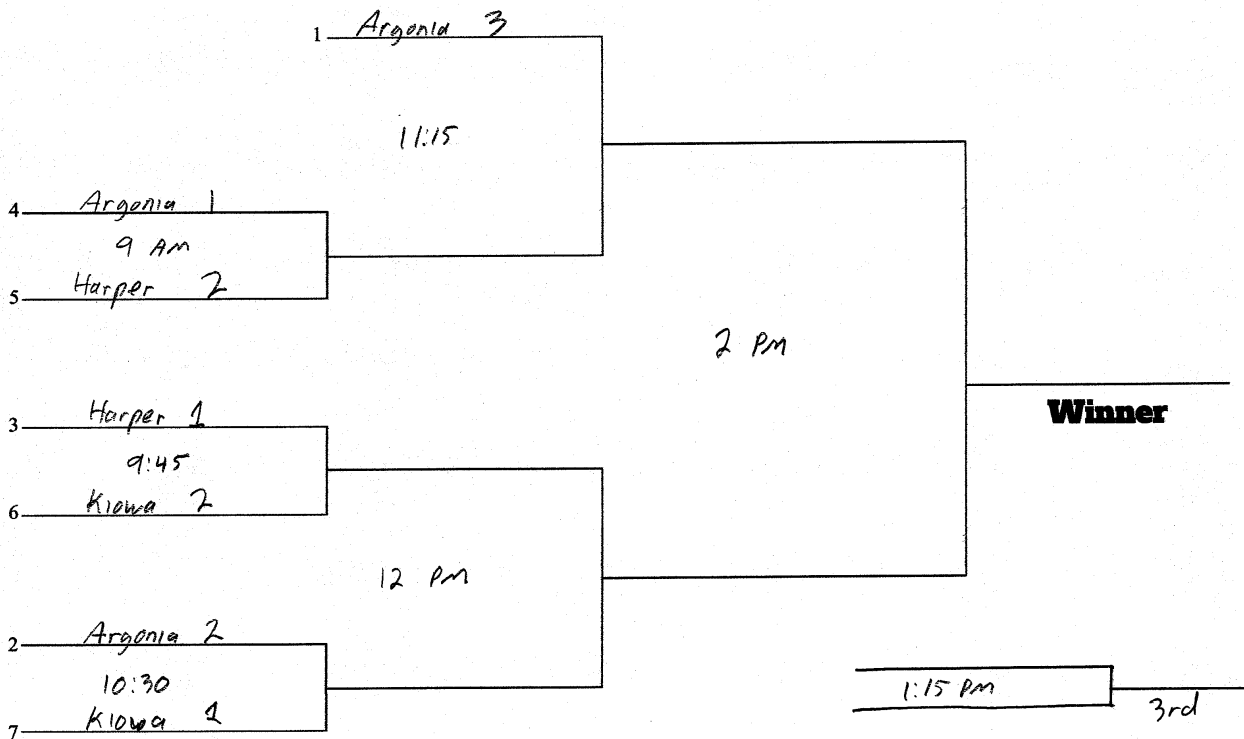 1 Argonia 3
11:15
4 Argonia 1
9 AM
5 Harper 2
2 PM
3 Harper 1
Winner
9:45
6 Kiowa 2
12 PM
2 Argonia 2
10:30
1:15 PM
3rd
7 Kiowa 1